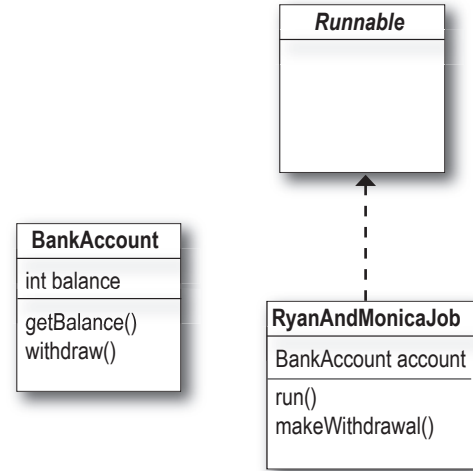 Runnable
BankAccount
int balance
getBalance()
withdraw()
RyanAndMonicaJob
BankAccount account
run()
makeWithdrawal()